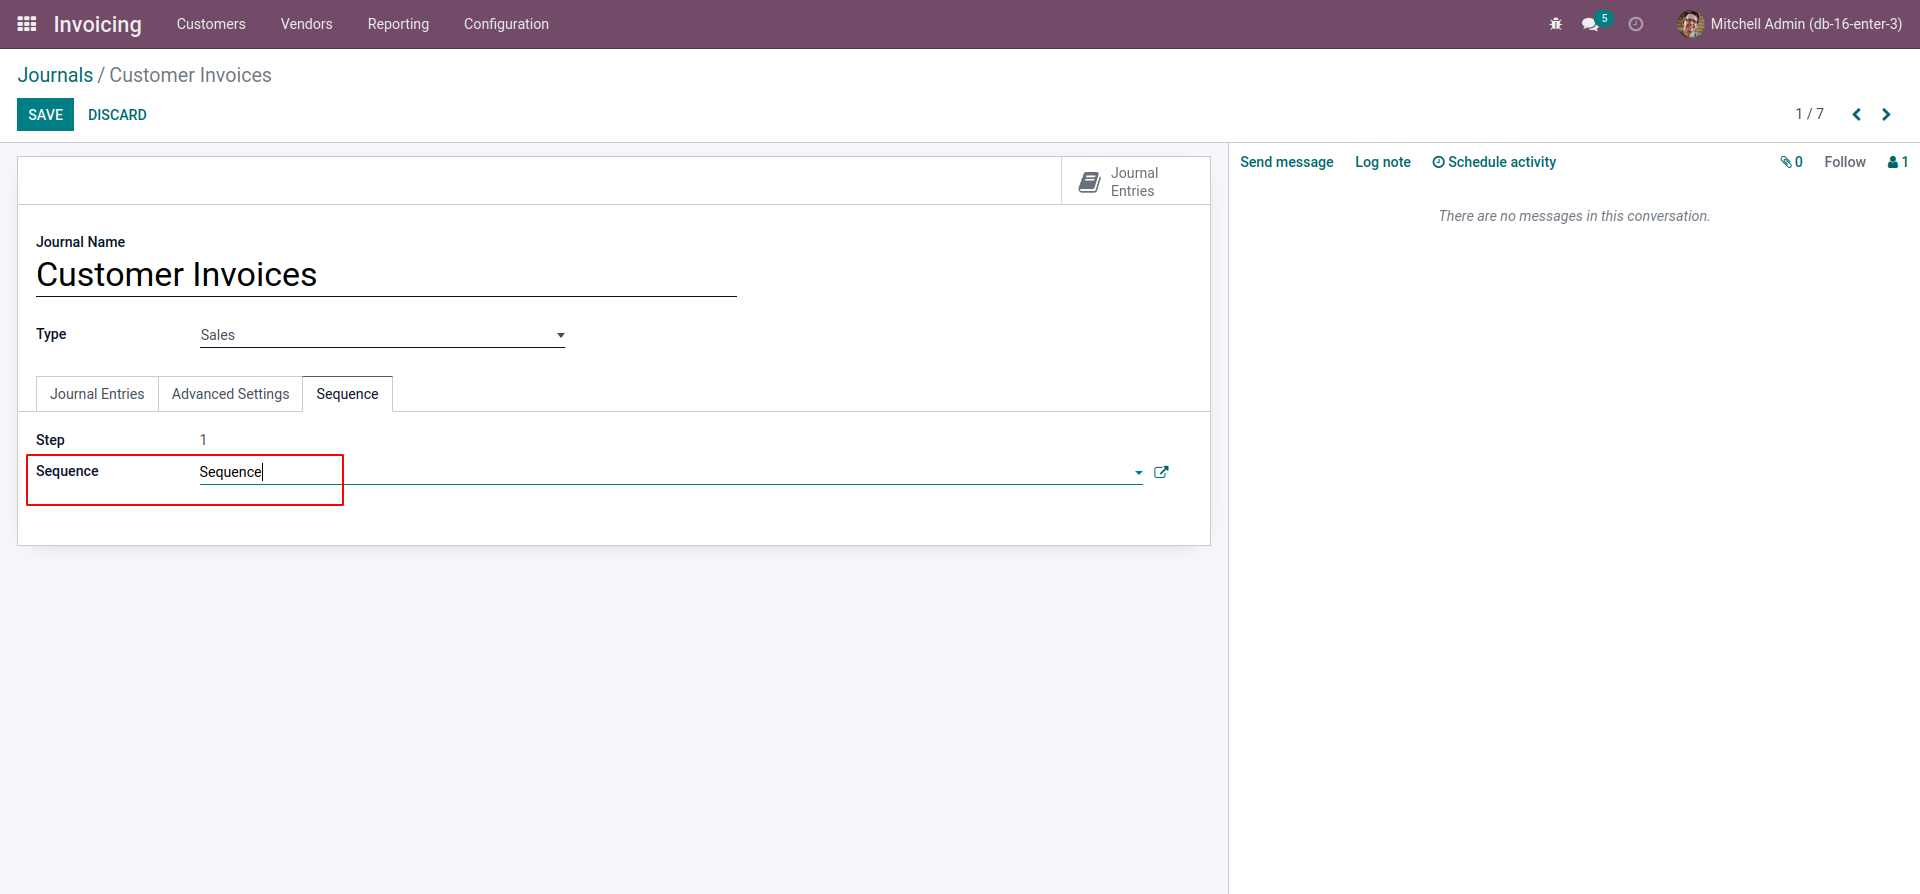 Invoicing Customers Vendors Reporting Configuration 5 Mitchell Admin (db-16-enter-3)
Journals / Customer Invoices
SAVE DISCARD 1 / 7
Journal Entries
Send message Log note Schedule activity 0 Follow 1
There are no messages in this conversation.
Journal Name
Customer Invoices
Type Sales
Journal Entries Advanced Settings Sequence
Step 1
Sequence Sequence